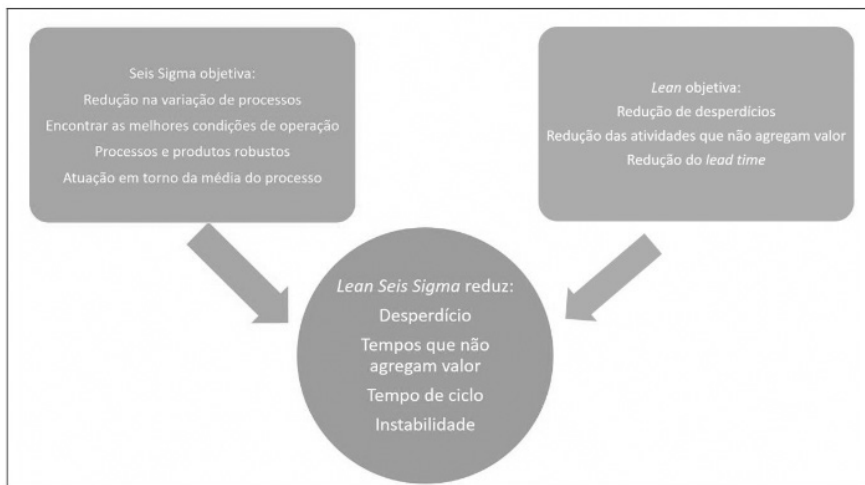 Seis Sigma objetiva:
Redução na variação de processos
Encontrar as melhores condições de operação
Processos e produtos robustos
Atuação em torno da média do processo
Lean objetiva:
Redução de desperdícios
Redução das atividades que não agregam valor
Redução do lead time
Lean Seis Sigma reduz:
Desperdício
Tempos que não
agregam valor
Tempo de ciclo
Instabilidade